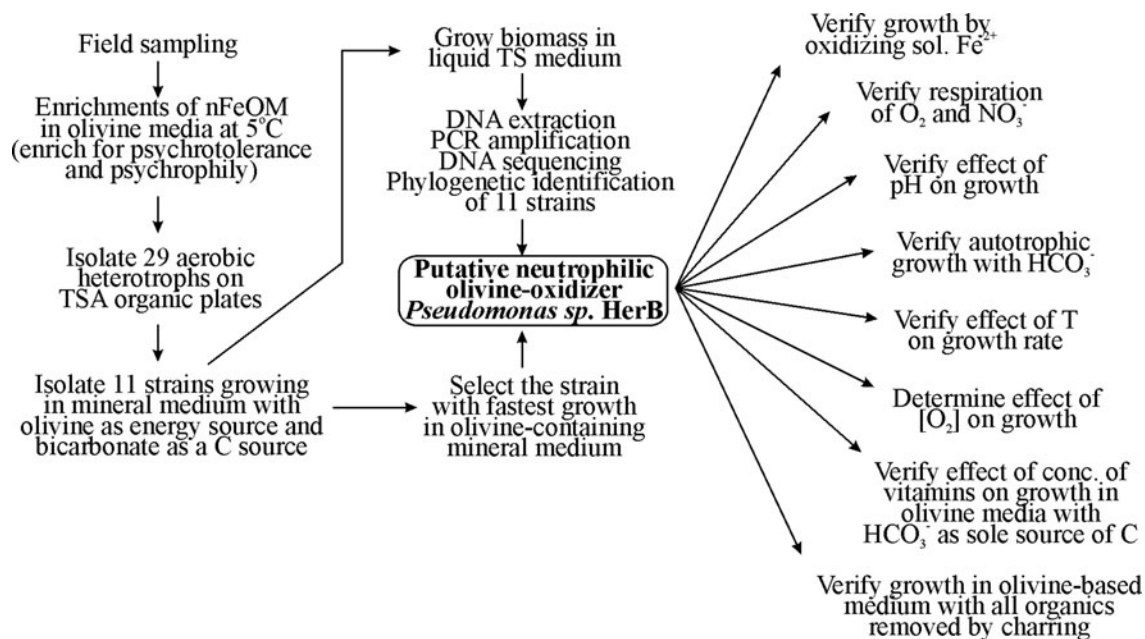 Field sampling
Enrichments of nFeOM
in olivine media at 5°C
(enrich for psychrotolerance
and psychrophily)
Isolate 29 aerobic
heterotrophs on
TSA organic plates
Isolate 11 strains growing
in mineral medium with
olivine as energy source and
bicarbonate as a C source
Grow biomass in
liquid TS medium
DNA extraction
PCR amplification
DNA sequencing
Phylogenetic identification
of 11 strains
Putative neutrophilic
olivine-oxidizer
Pseudomonas sp. HerB
Select the strain
with fastest growth
in olivine-containing
mineral medium
Verify growth by
oxidizing sol. Fe²⁺
Verify respiration
of O₂ and NO₃⁻
Verify effect of
pH on growth
Verify autotrophic
growth with HCO₃⁻
Verify effect of T
on growth rate
Determine effect of
[O₂] on growth
Verify effect of conc. of
vitamins on growth in
olivine media with
HCO₃⁻ as sole source of C
Verify growth in olivine-based
medium with all organics
removed by charring